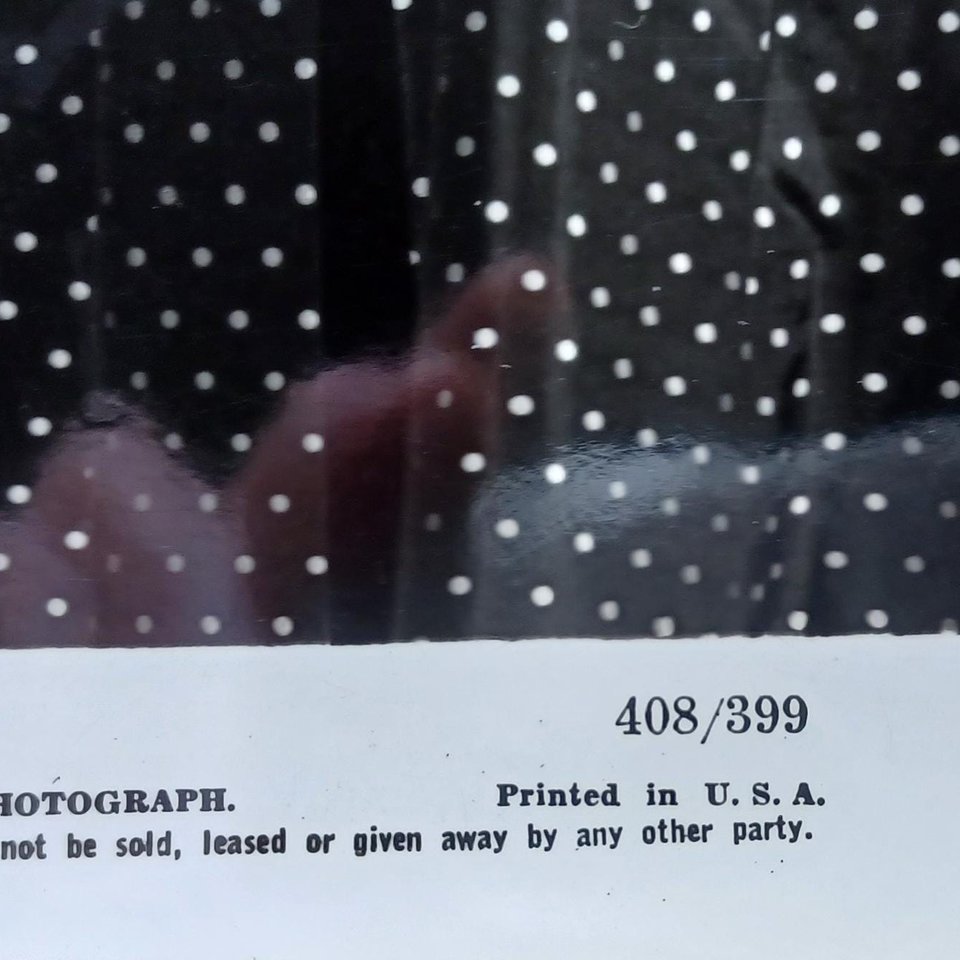 408/399
HOTOGRAPH. Printed in U. S. A.
not be sold, leased or given away by any other party.